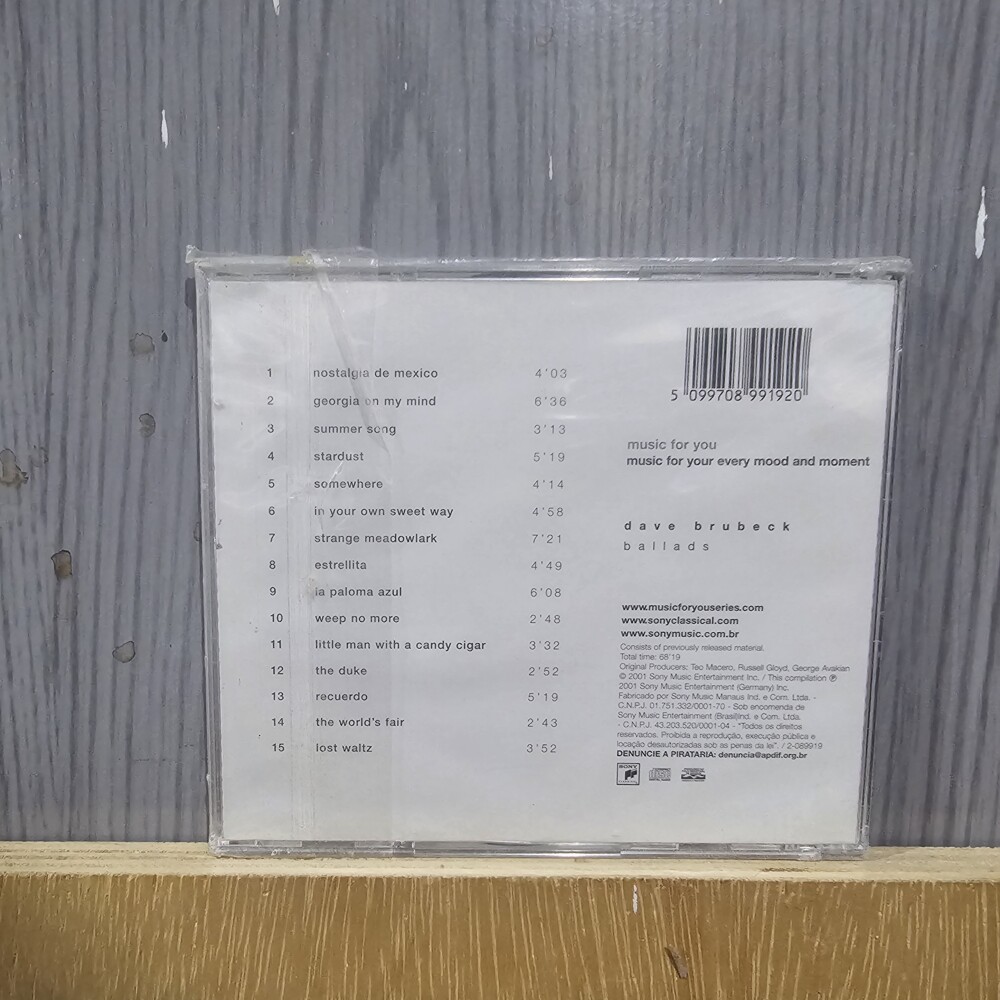 1 nostalgia de mexico 4'03
2 georgia on my mind 6'36
3 summer song 3'13
4 stardust 5'19
5 somewhere 4'14
6 in your own sweet way 4'58
7 strange meadowlark 7'21
8 estrellita 4'49
9 la paloma azul 6'08
10 weep no more 2'48
11 little man with a candy cigar 3'32
12 the duke 2'52
13 recuerdo 5'19
14 the world's fair 2'43
15 lost waltz 3'52
5 099708 991920
music for you
music for your every mood and moment
dave brubeck
ballads
www.musicforyouseries.com
www.sonyclassical.com
www.sonymusic.com.br
Consists of previously released material.
Total time: 68'19
Original Producers: Teo Macero, Russell Gloyd, George Avakian
© 2001 Sony Music Entertainment Inc. / This compilation ℗
2001 Sony Music Entertainment (Germany) Inc.
Fabricado por Sony Music Manaus Ind. e Com. Ltda. -
C.N.P.J. 01.751.332/0001-70 - Sob encomenda de
Sony Music Entertainment (Brasil)Ind. e Com. Ltda.
- C.N.P.J. 43.203.520/0001-04 - "Todos os direitos
reservados. Proibida a reprodução, execução pública e
locação desautorizadas sob as penas da lei". / 2-089919
DENUNCIE A PIRATARIA: denuncia@apdif.org.br
SONY